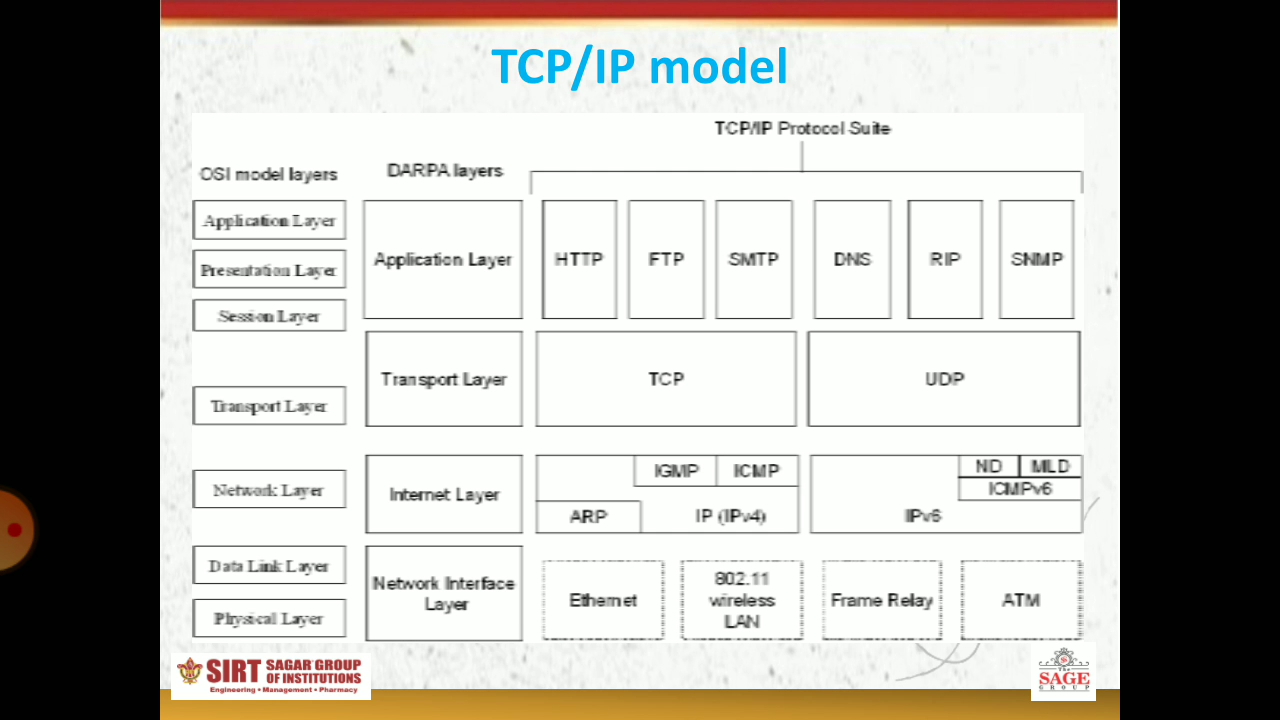 TCP/IP model
TCP/IP Protocol Suite
OSI model layers
DARPA layers
Application Layer
Presentation Layer
Session Layer
Transport Layer
Network Layer
Data Link Layer
Physical Layer
Application Layer
Transport Layer
Internet Layer
Network Interface
Layer
HTTP
FTP
SMTP
DNS
RIP
SNMP
TCP
UDP
IGMP
ICMP
ARP
IP (IPv4)
ND
MLD
ICMPv6
IPv6
Ethernet
802.11
wireless
LAN
Frame Relay
ATM
SIRT
SAGAR GROUP
OF INSTITUTIONS
Engineering • Management • Pharmacy
The
SAGE
GROUP